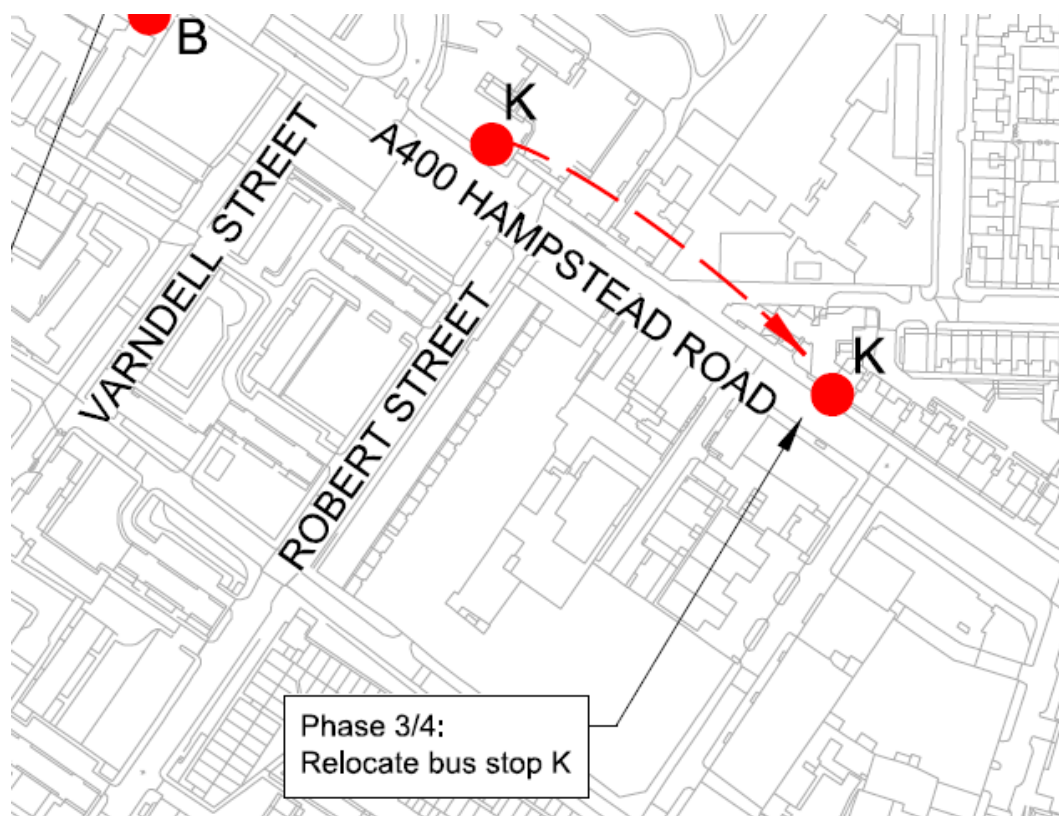 B
K
A400 HAMPSTEAD ROAD
VARNDELL STREET
ROBERT STREET
K
Phase 3/4:
Relocate bus stop K